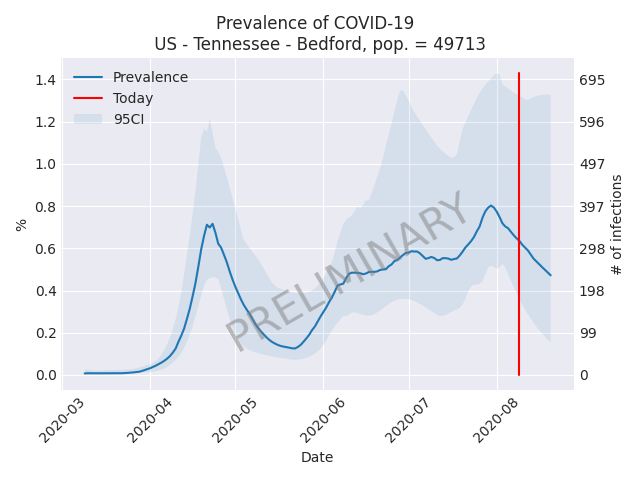 Prevalence of COVID-19
US - Tennessee - Bedford, pop. = 49713
Prevalence
Today
95CI
1.4
1.2
1.0
0.8
0.6
0.4
0.2
0.0
%
695
596
497
397
298
198
99
0
# of infections
PRELIMINARY
2020-03
2020-04
2020-05
2020-06
2020-07
2020-08
Date